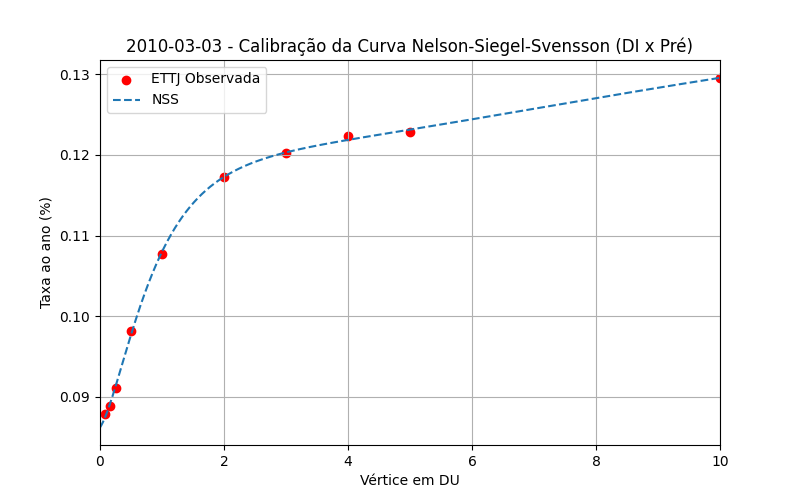 2010-03-03 - Calibração da Curva Nelson-Siegel-Svensson (DI x Pré)
ETTJ Observada
NSS
Taxa ao ano (%)
0.13
0.12
0.11
0.10
0.09
0 2 4 6 8 10
Vértice em DU